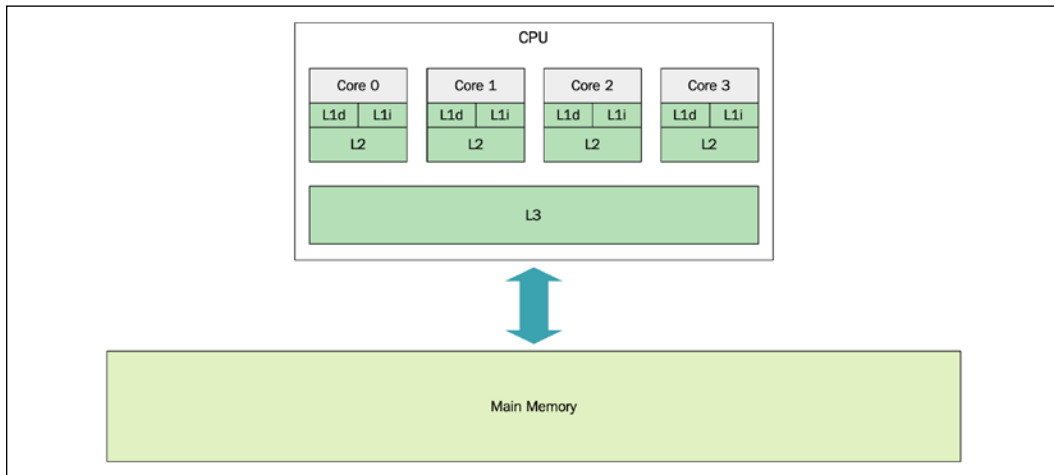 CPU
Core 0 Core 1 Core 2 Core 3
L1d L1i L1d L1i L1d L1i L1d L1i
L2 L2 L2 L2
L3
Main Memory